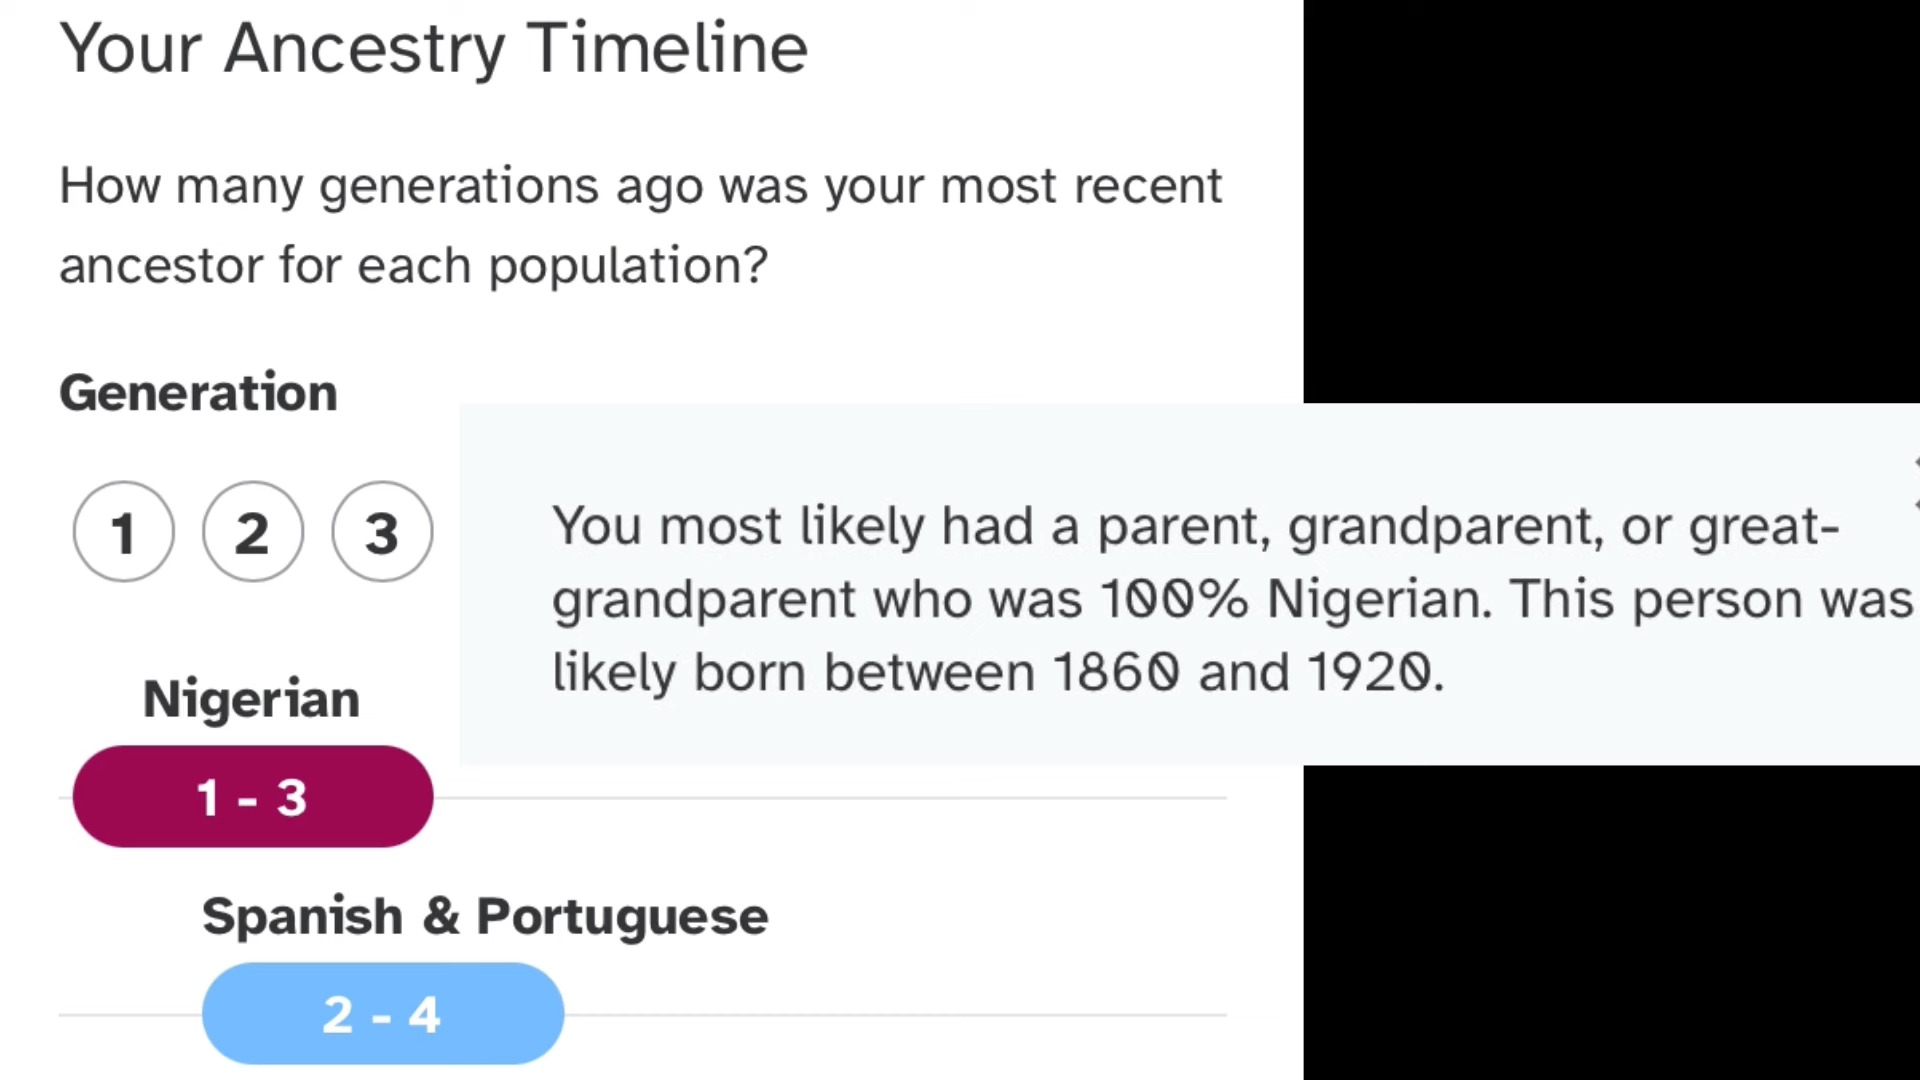 Your Ancestry Timeline
How many generations ago was your most recent
ancestor for each population?
Generation
1 2 3
You most likely had a parent, grandparent, or great-
grandparent who was 100% Nigerian. This person was
likely born between 1860 and 1920.
Nigerian
1 - 3
Spanish & Portuguese
2 - 4